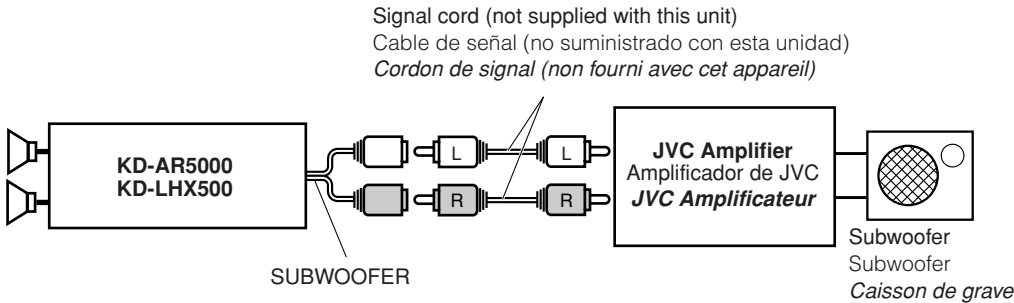 Signal cord (not supplied with this unit)
Cable de señal (no suministrado con esta unidad)
Cordon de signal (non fourni avec cet appareil)
KD-AR5000
KD-LHX500
L
L
R
R
JVC Amplifier
Amplificador de JVC
JVC Amplificateur
SUBWOOFER
Subwoofer
Subwoofer
Caisson de grave